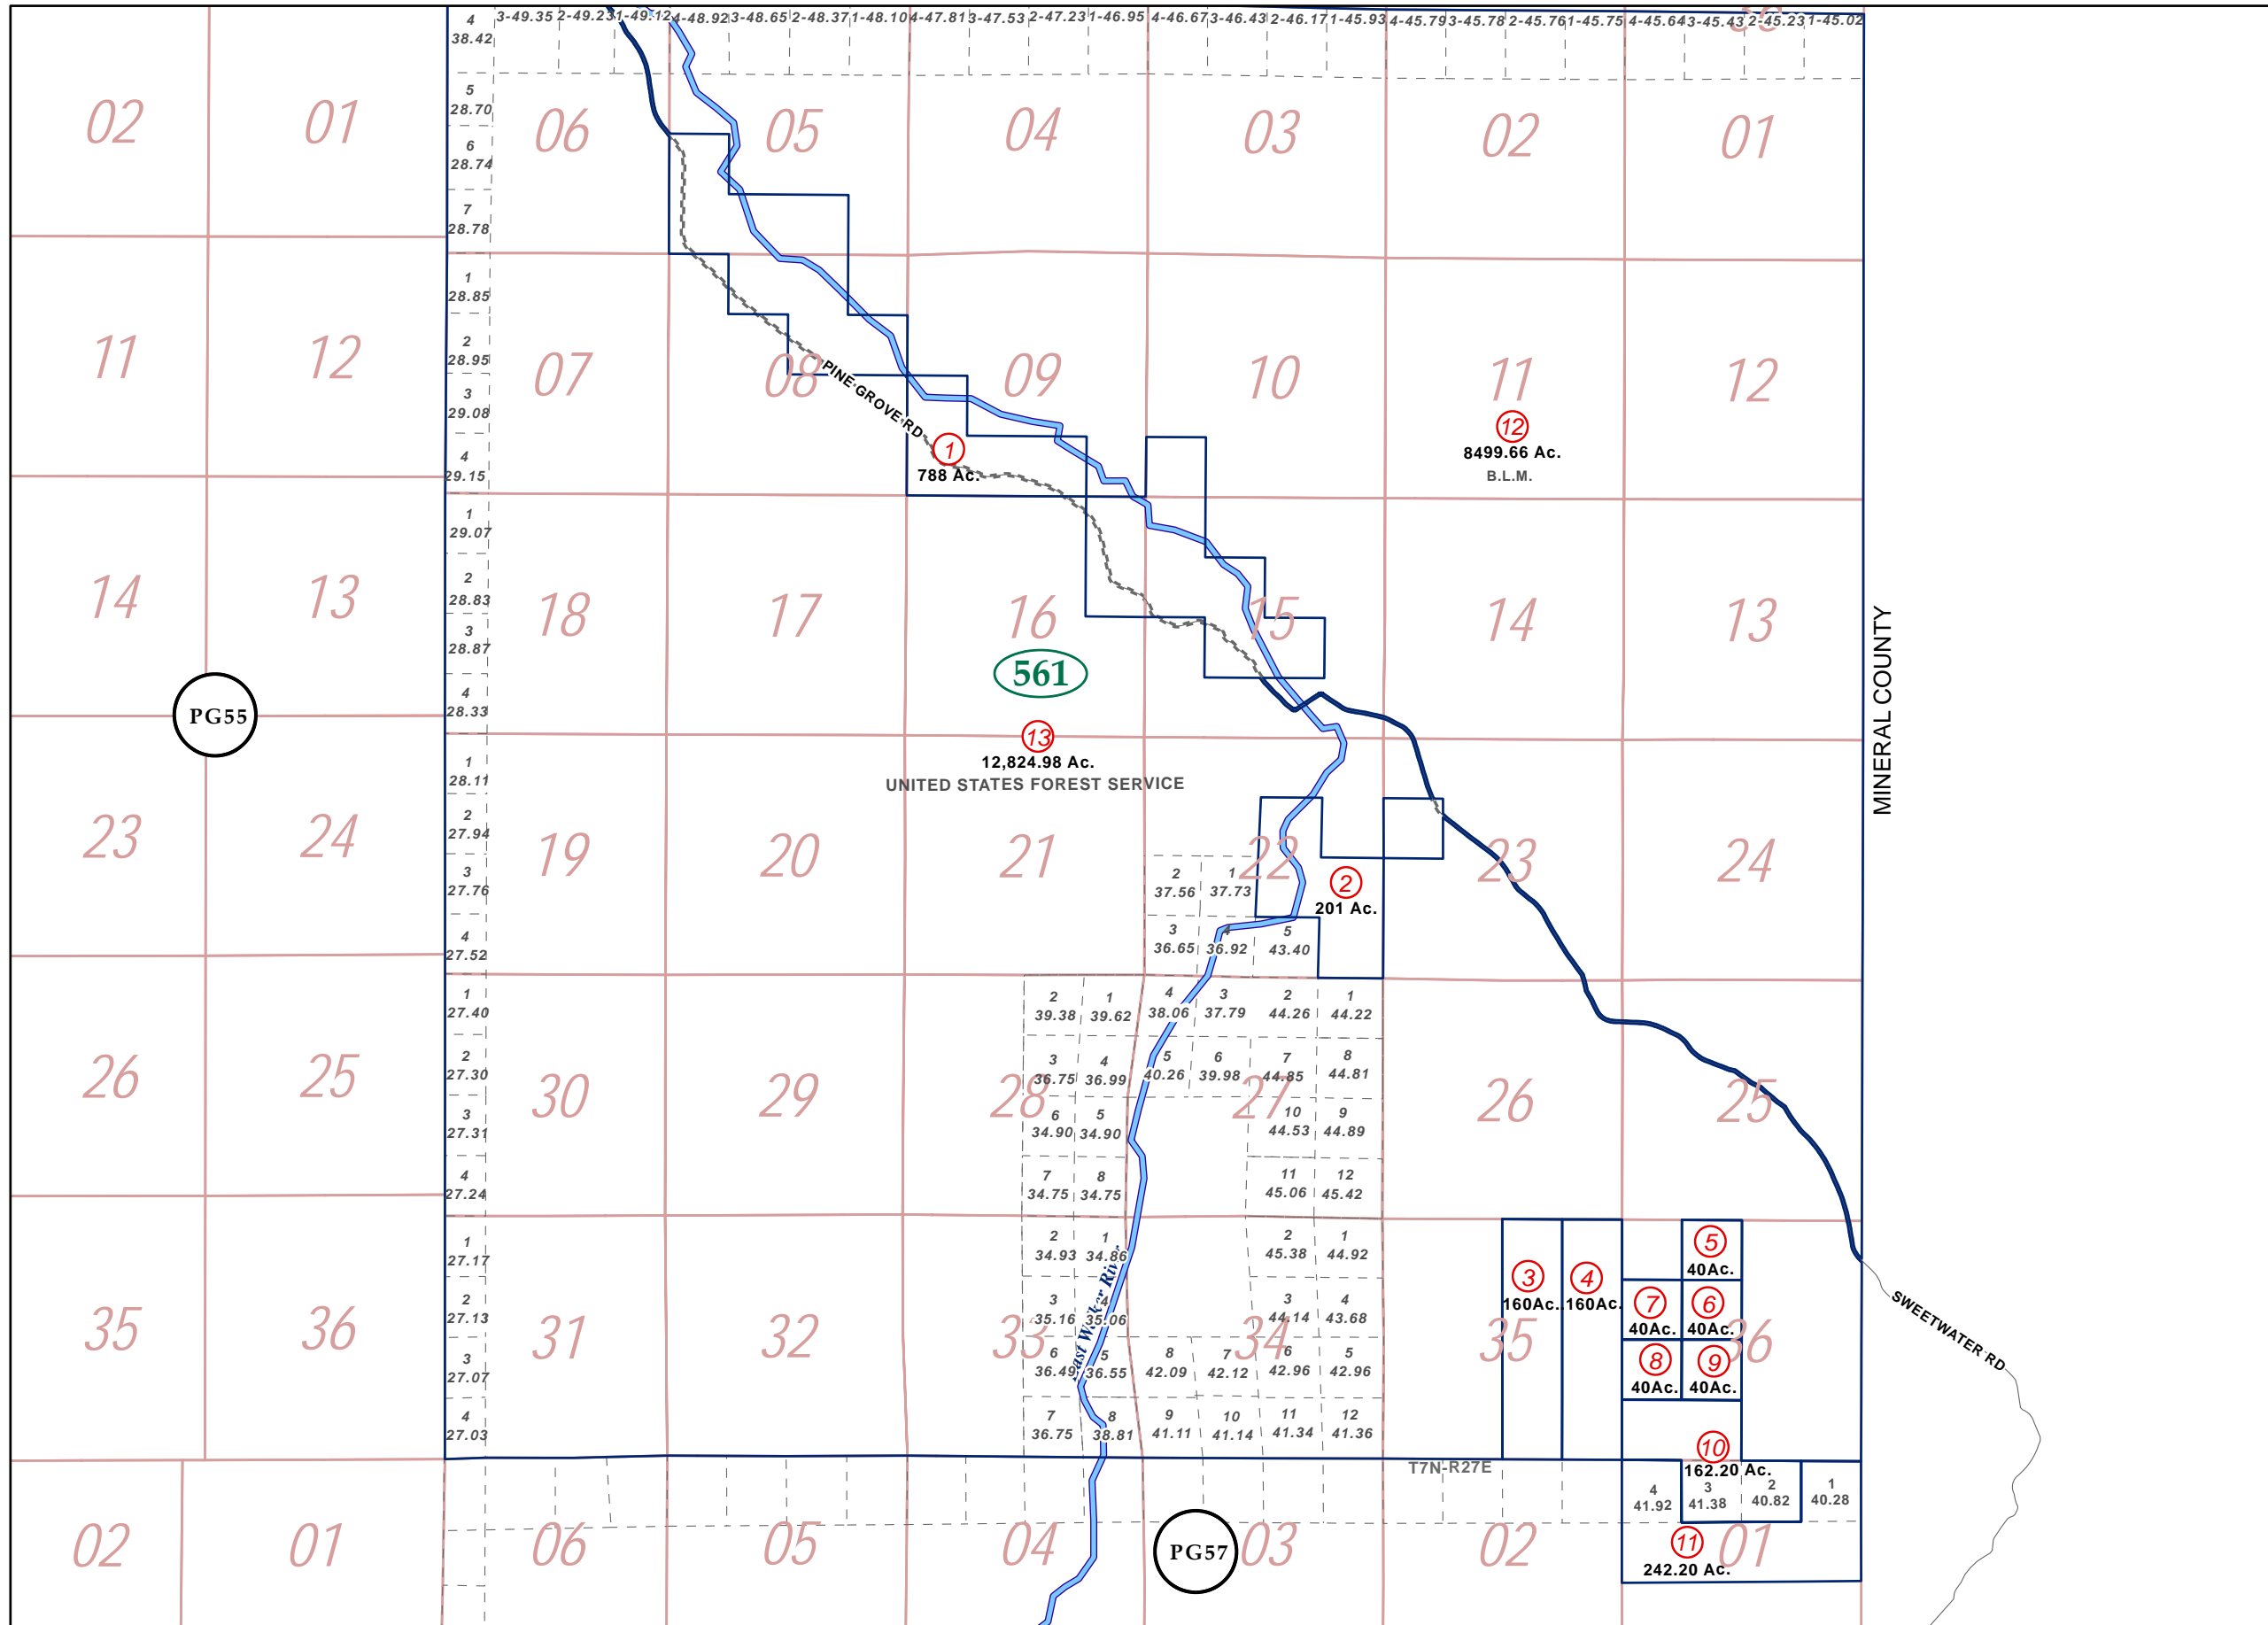 4 3-49.35 2-49.23 1-49.12 4-48.92 3-48.65 2-48.37 1-48.10 4-47.81 3-47.53 2-47.23 1-46.95 4-46.67 3-46.43 2-46.17 1-45.93 4-45.79 3-45.78 2-45.76 1-45.75 4-45.64 3-45.43 2-45.23 1-45.02
38.42
5
28.70
02 01 06 05 04 03 02 01
6
28.74
7
28.78
1
28.85
2
28.95
11 12 07 08 09 10 11 12
PINE GROVE RD
3
29.08
12
8499.66 Ac.
B.L.M.
1
788 Ac.
4
29.15
1
29.07
2
28.83
14 13 18 17 16 15 14 13
3
28.87
561
4
28.33
PG55
MINERAL COUNTY
13
12,824.98 Ac.
UNITED STATES FOREST SERVICE
1
28.11
2
27.94
23 24 19 20 21 22 23 24
3
27.76
2 1
37.56 37.73
2
201 Ac.
4
27.52
3 4 5
36.65 36.92 43.40
1
27.40
2 1 4 3 2 1
39.38 39.62 38.06 37.79 44.26 44.22
2
27.30
3 4 5 6 7 8
36.75 36.99 40.26 39.98 44.85 44.81
26 25 30 29 28 27 26 25
3
27.31
6 5 10 9
34.90 34.90 44.53 44.89
4
27.24
7 8 11 12
34.75 34.75 45.06 45.42
1
27.17
2 1 2 1
34.93 34.86 45.38 44.92
5
40Ac.
3
160Ac.
4
160Ac.
2
27.13
3 4 3 4
35.16 35.06 44.14 43.68
7 6
40Ac. 40Ac.
East Walker River
SWEETWATER RD
35 36 31 32 33 34 35 36
3
27.07
6 5 8 7 6 5
36.49 36.55 42.09 42.12 42.96 42.96
8 9
40Ac. 40Ac.
4
27.03
7 8 9 10 11 12
36.75 38.81 41.11 41.14 41.34 41.36
10
162.20 Ac.
T7N-R27E
4 3 2 1
41.92 41.38 40.82 40.28
02 01 06 05 04 PG57 03 02 01
11
242.20 Ac.